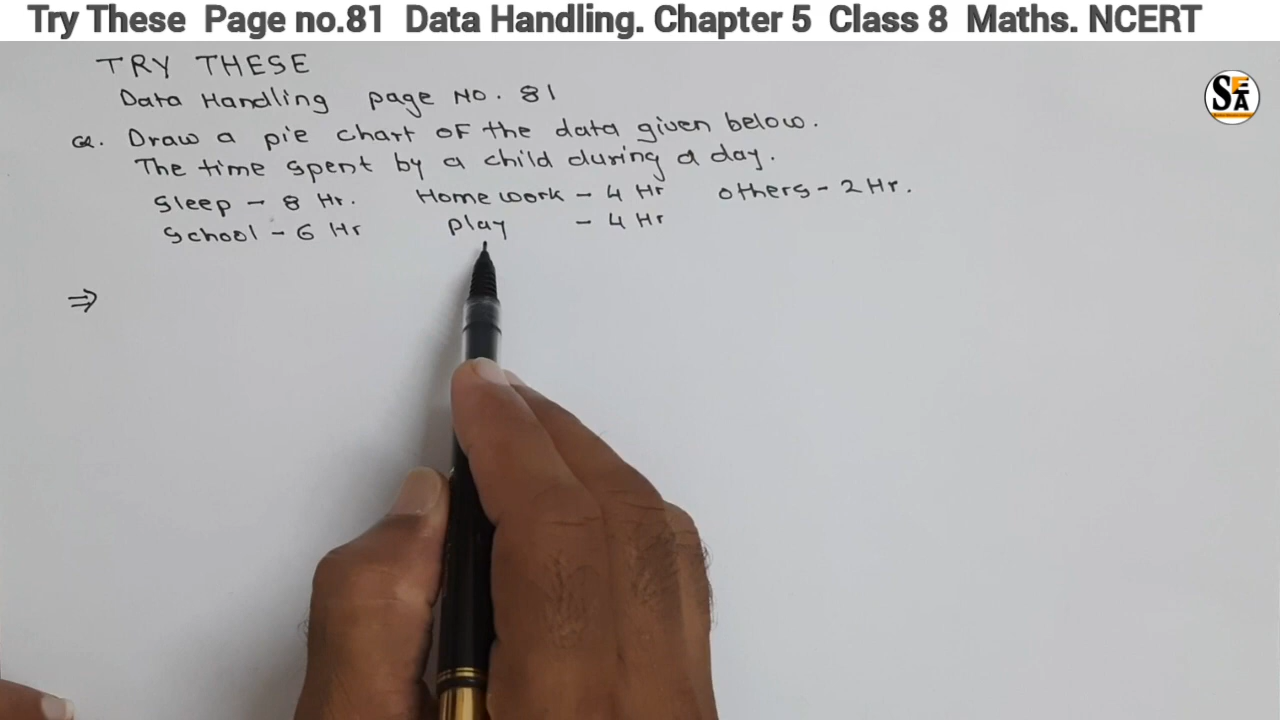 Try These Page no.81 Data Handling. Chapter 5 Class 8 Maths. NCERT
TRY THESE
Data Handling page No. 81
Q. Draw a pie chart OF the data given below.
The time spent by a child during a day.
Sleep - 8 Hr. Home work - 4 Hr others - 2 Hr.
School - 6 Hr play - 4 Hr
⇒
SEA